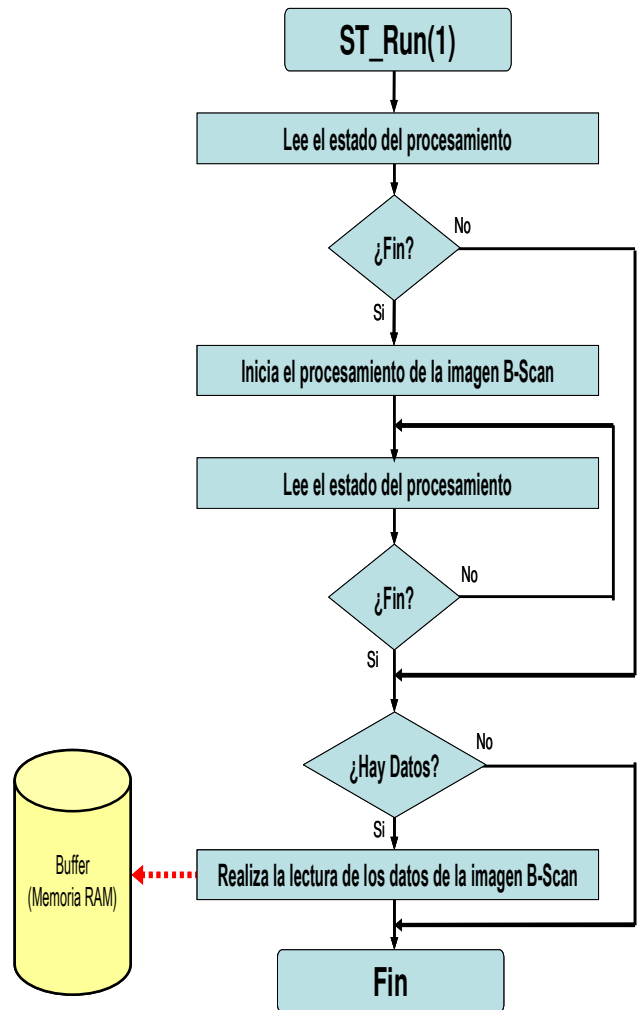 ST_Run(1)
Lee el estado del procesamiento
No
¿Fin?
Si
Inicia el procesamiento de la imagen B-Scan
Lee el estado del procesamiento
No
¿Fin?
Si
No
¿Hay Datos?
Si
Buffer
(Memoria RAM)
Realiza la lectura de los datos de la imagen B-Scan
Fin